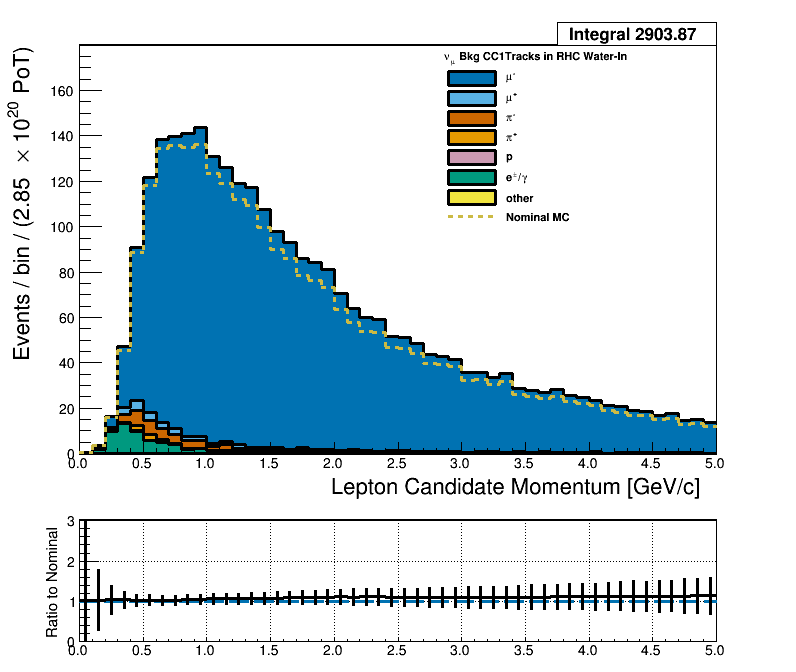 Integral 2903.87
ν_μ Bkg CC1Tracks in RHC Water-In
μ⁻
μ⁺
π⁻
π⁺
p
e^±/γ
other
Nominal MC
Events / bin / (2.85 × 10²⁰ PoT)
160
140
120
100
80
60
40
20
0
0.0 0.5 1.0 1.5 2.0 2.5 3.0 3.5 4.0 4.5 5.0
Lepton Candidate Momentum [GeV/c]
Ratio to Nominal
3
2
1
0
0.0 0.5 1.0 1.5 2.0 2.5 3.0 3.5 4.0 4.5 5.0